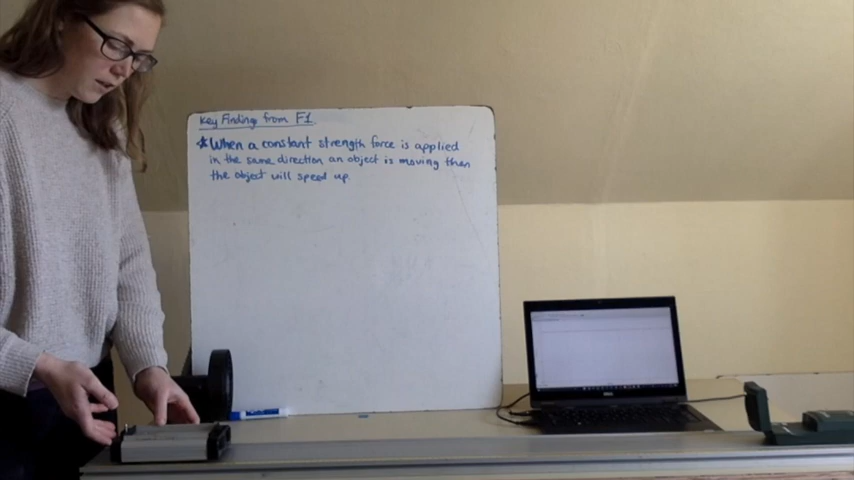 Key Findings from F1
☆When a constant strength force is applied
in the same direction an object is moving then
the object will speed up